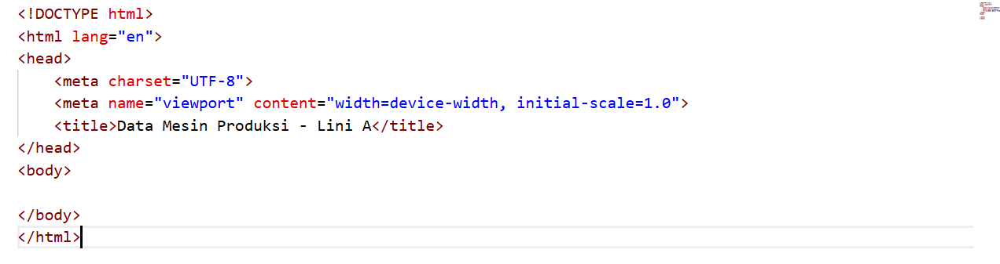 <!DOCTYPE html>
<html lang="en">
<head>
    <meta charset="UTF-8">
    <meta name="viewport" content="width=device-width, initial-scale=1.0">
    <title>Data Mesin Produksi - Lini A</title>
</head>
<body>

</body>
</html>